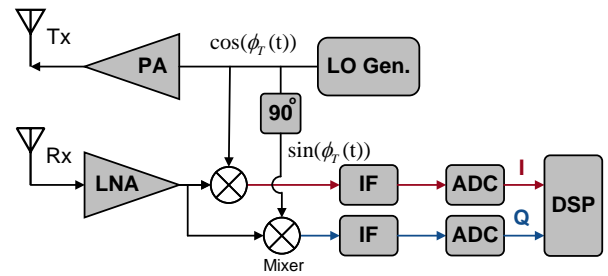 Tx
PA
cos(ϕ_T(t))
LO Gen.
90°
Rx
LNA
sin(ϕ_T(t))
IF
ADC
I
IF
ADC
Q
DSP
Mixer